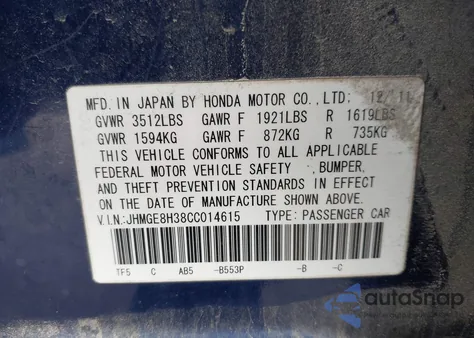 MFD. IN JAPAN BY HONDA MOTOR CO., LTD: 12/11
GVWR 3512LBS GAWR F 1921LBS R 1619LBS
GVWR 1594KG GAWR F 872KG R 735KG
THIS VEHICLE CONFORMS TO ALL APPLICABLE
FEDERAL MOTOR VEHICLE SAFETY, BUMPER,
AND THEFT PREVENTION STANDARDS IN EFFECT
ON THE DATE OF MANUFACTURE SHOWN ABOVE.
V.I.N.:JHMGE8H38CC014615 TYPE: PASSENGER CAR
TF5 C AB5 -B553P -B -C
autoSnap